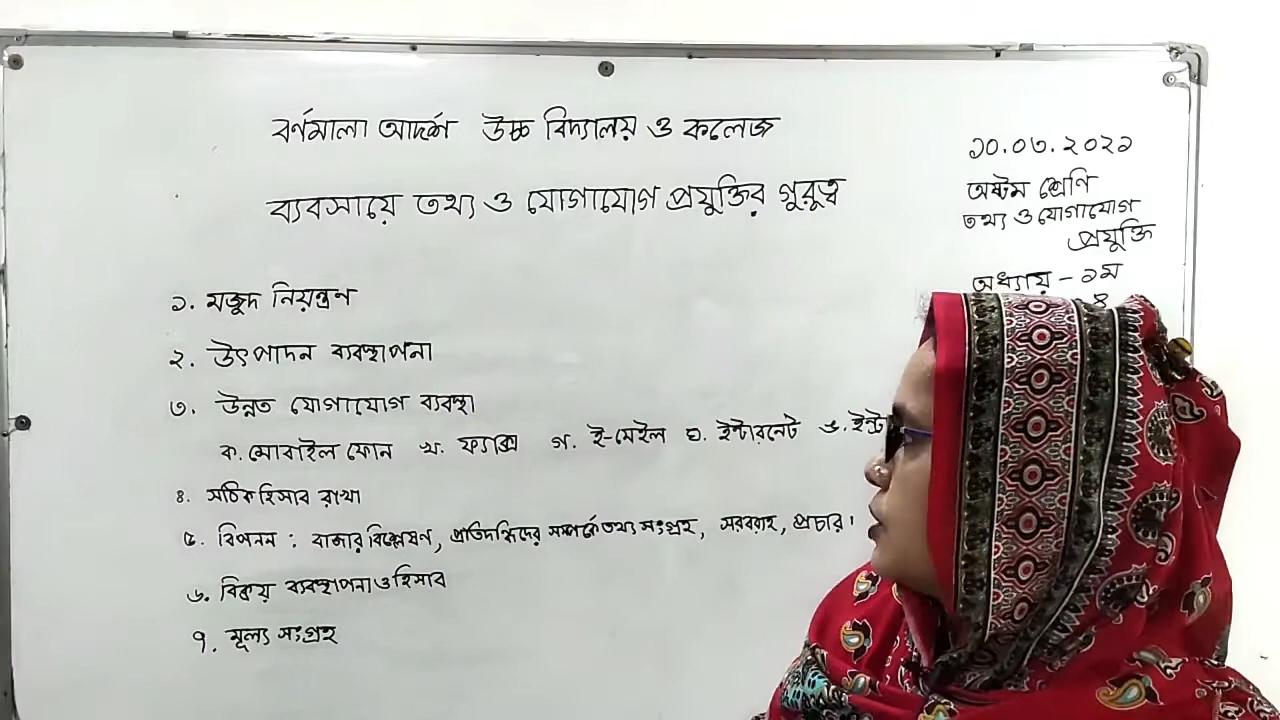 বর্ণমালা আদর্শ উচ্চ বিদ্যালয় ও কলেজ
ব্যবসায়ে তথ্য ও যোগাযোগ প্রযুক্তির গুরুত্ব
১০.০৩.২০২১
অষ্টম শ্রেণি
তথ্য ও যোগাযোগ
প্রযুক্তি
অধ্যায় - ১ম
১. মজুদ নিয়ন্ত্রণ
২. উৎপাদন ব্যবস্থাপনা
৩. উন্নত যোগাযোগ ব্যবস্থা
ক. মোবাইল ফোন খ. ফ্যাক্স গ. ই-মেইল ঘ. ইন্টারনেট ঙ.
৪. সঠিক হিসাব রাখা
৫. বিপনন : বাজার বিশ্লেষণ, প্রতিদন্ধিদের সম্পর্কে তথ্য সংগ্রহ, সরবরাহ, প্রচার।
৬. বিক্রয় ব্যবস্থাপনা ও হিসাব
৭. মূল্য সংগ্রহ